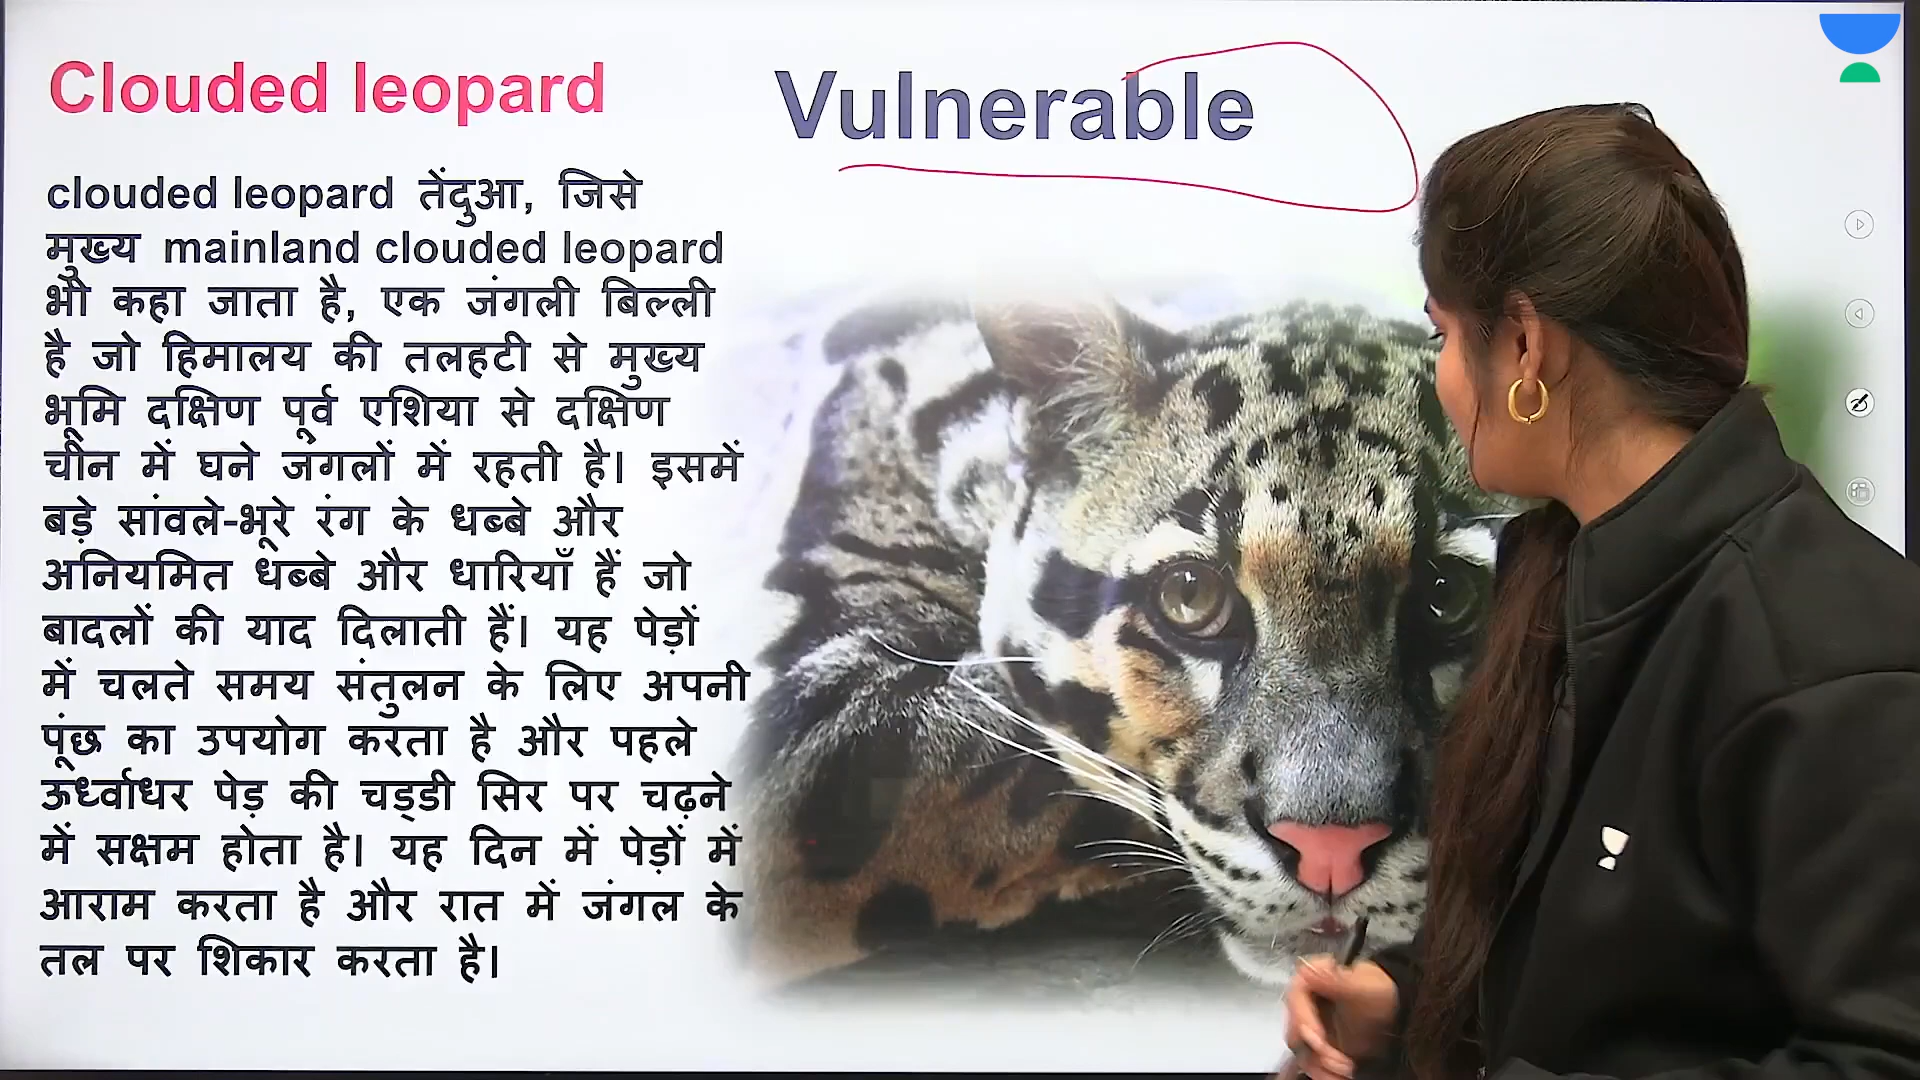 Clouded leopard
Vulnerable
clouded leopard तेंदुआ, जिसे
मुख्य mainland clouded leopard
भी कहा जाता है, एक जंगली बिल्ली
है जो हिमालय की तलहटी से मुख्य
भूमि दक्षिण पूर्व एशिया से दक्षिण
चीन में घने जंगलों में रहती है। इसमें
बड़े सांवले-भूरे रंग के धब्बे और
अनियमित धब्बे और धारियाँ हैं जो
बादलों की याद दिलाती हैं। यह पेड़ों
में चलते समय संतुलन के लिए अपनी
पूंछ का उपयोग करता है और पहले
ऊर्ध्वाधर पेड़ की चड्डी सिर पर चढ़ने
में सक्षम होता है। यह दिन में पेड़ों में
आराम करता है और रात में जंगल के
तल पर शिकार करता है।